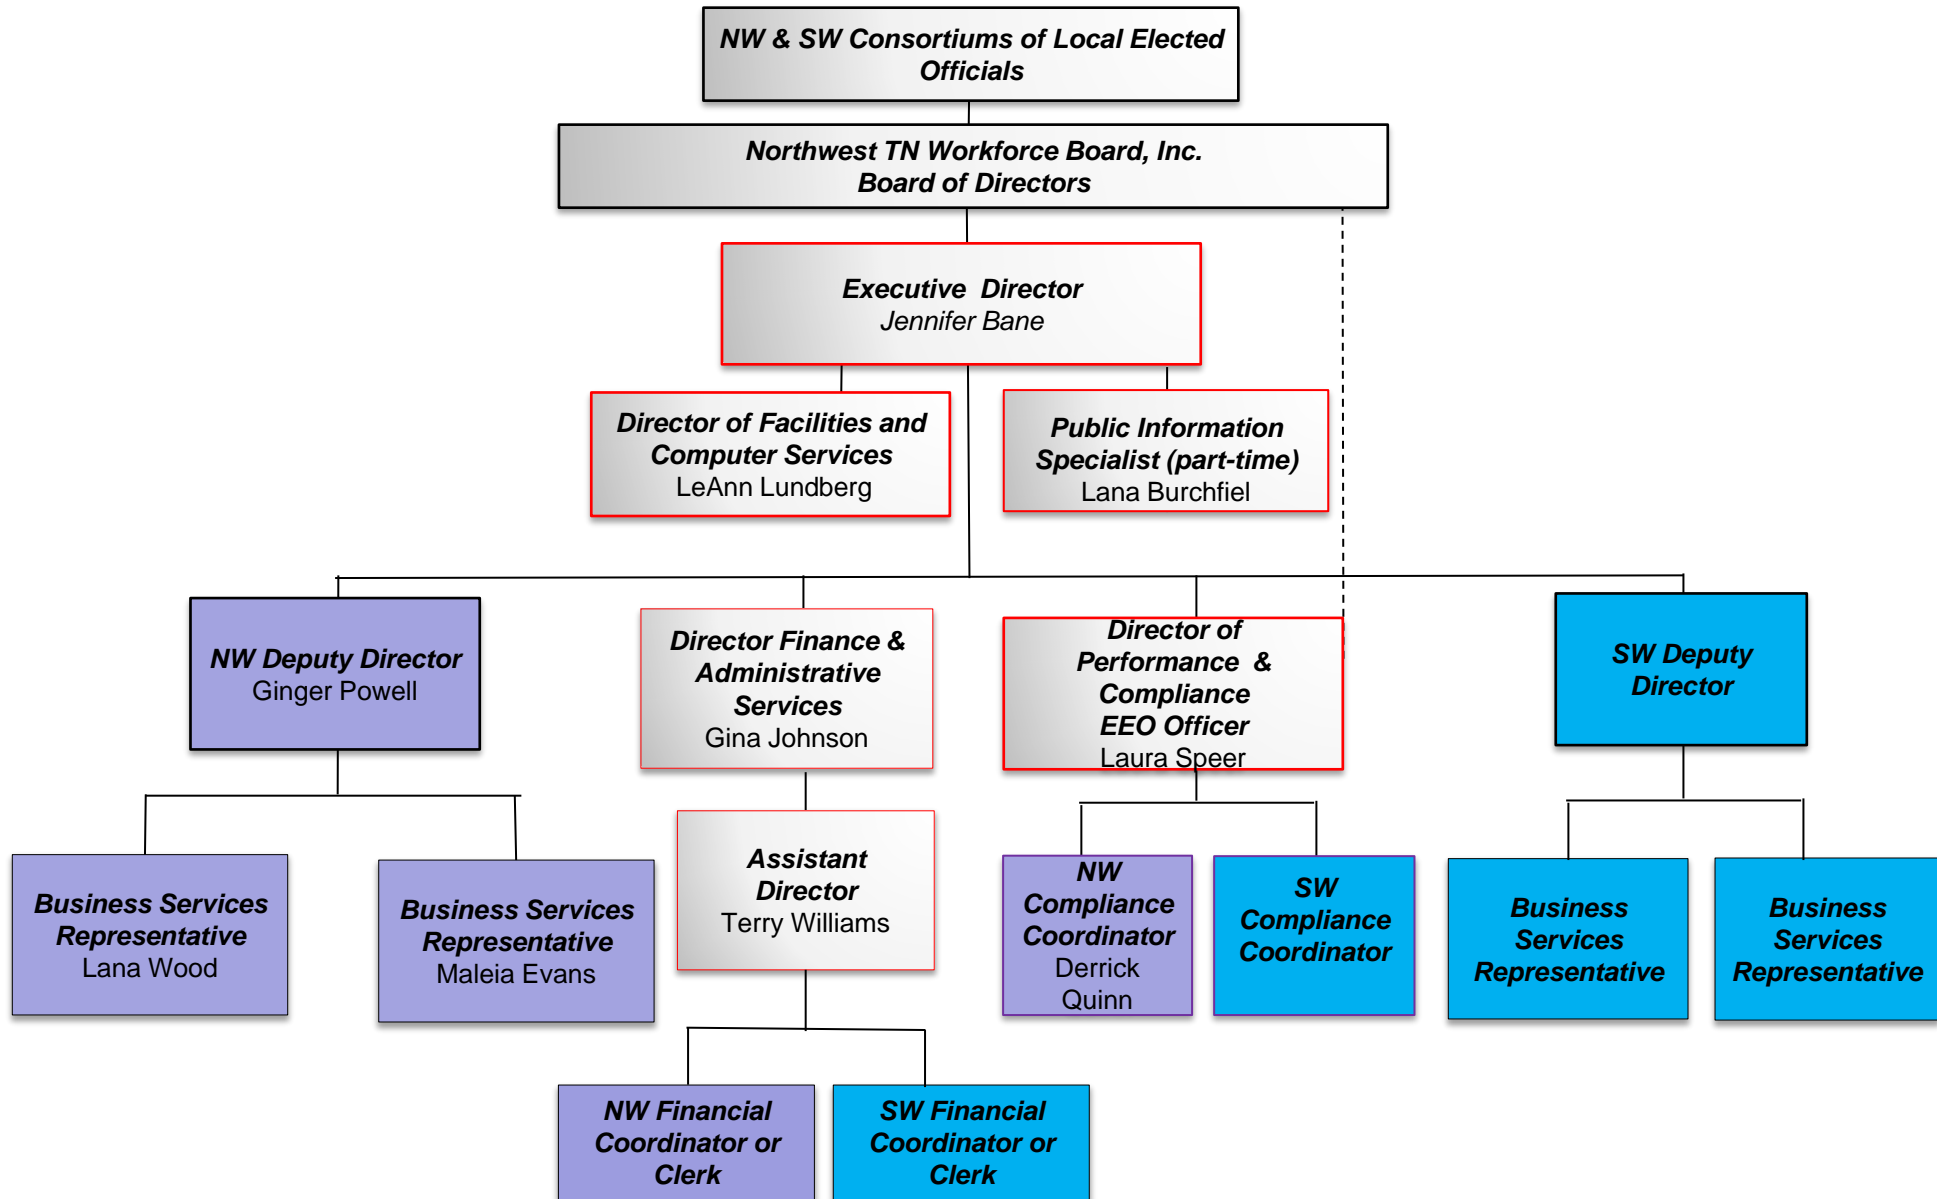 NW & SW Consortiums of Local Elected
Officials
Northwest TN Workforce Board, Inc.
Board of Directors
Executive Director
Jennifer Bane
Director of Facilities and
Computer Services
LeAnn Lundberg
Public Information
Specialist (part-time)
Lana Burchfiel
NW Deputy Director
Ginger Powell
Director Finance &
Administrative
Services
Gina Johnson
Director of
Performance &
Compliance
EEO Officer
Laura Speer
SW Deputy
Director
Business Services
Representative
Lana Wood
Business Services
Representative
Maleia Evans
Assistant
Director
Terry Williams
NW
Compliance
Coordinator
Derrick
Quinn
SW
Compliance
Coordinator
Business
Services
Representative
Business
Services
Representative
NW Financial
Coordinator or
Clerk
SW Financial
Coordinator or
Clerk